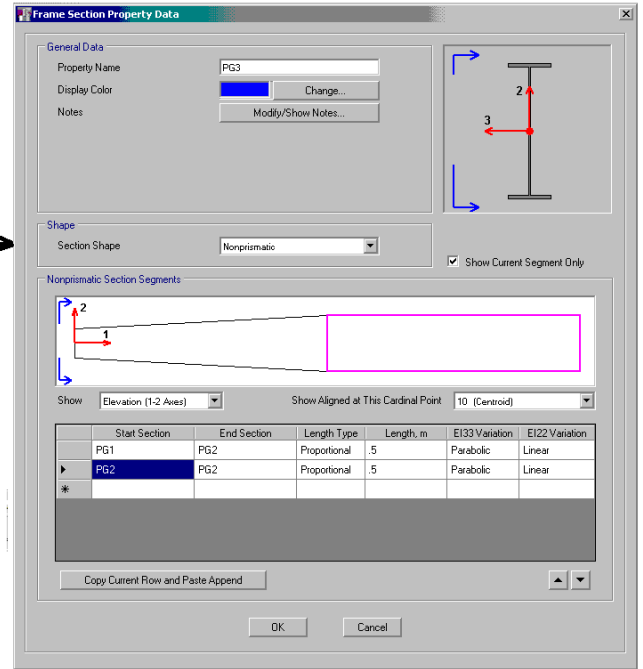 Frame Section Property Data
General Data
Property Name PG3
Display Color Change...
Notes Modify/Show Notes...
2
3
Shape
Section Shape Nonprismatic
Show Current Segment Only
Nonprismatic Section Segments
2
1
Show Elevation (1-2 Axes) Show Aligned at This Cardinal Point 10 (Centroid)
Start Section End Section Length Type Length, m EI33 Variation EI22 Variation
PG1 PG2 Proportional .5 Parabolic Linear
PG2 PG2 Proportional .5 Parabolic Linear
Copy Current Row and Paste Append
OK Cancel